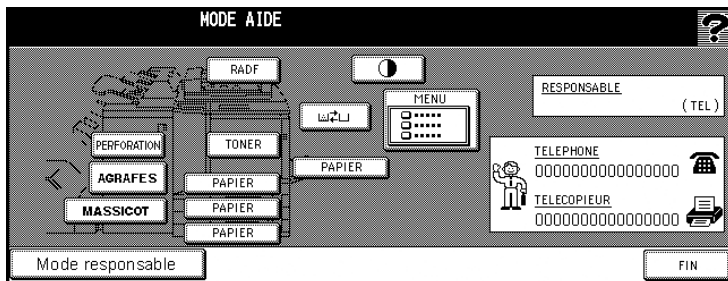 MODE AIDE
RADF
RESPONSABLE
(TEL)
MENU
PERFORATION
TONER
TELEPHONE
0000000000000000
PAPIER
AGRAFES
PAPIER
TELECOPIEUR
0000000000000000
MASSICOT
PAPIER
PAPIER
Mode responsable
FIN